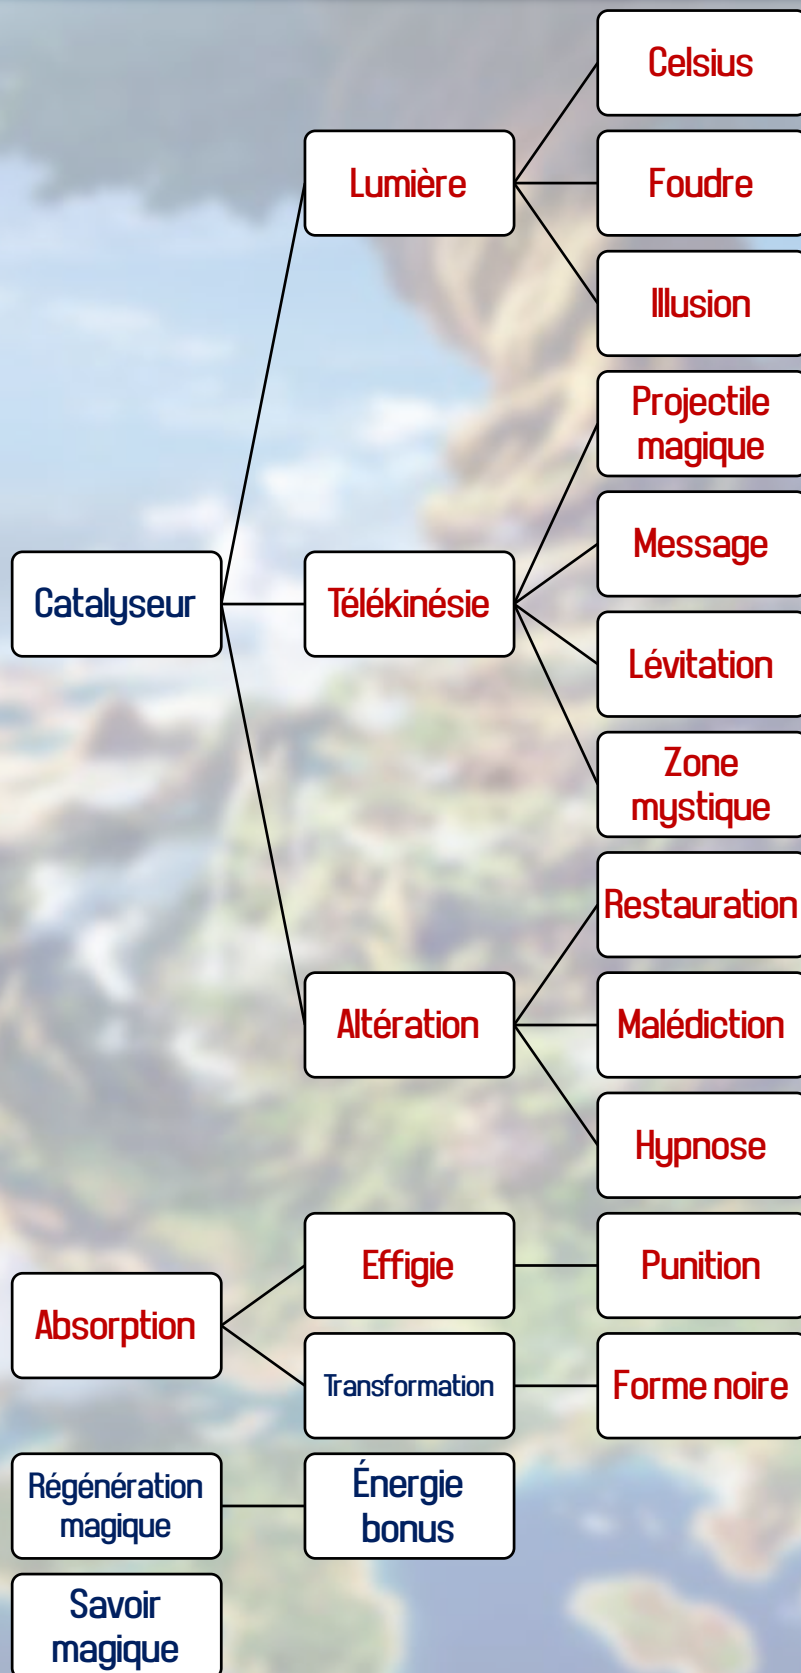 Celsius
Lumière
Foudre
Illusion
Projectile
magique
Message
Catalyseur
Télékinésie
Lévitation
Zone
mystique
Restauration
Altération
Malédiction
Hypnose
Effigie
Punition
Absorption
Transformation
Forme noire
Régénération
magique
Énergie
bonus
Savoir
magique